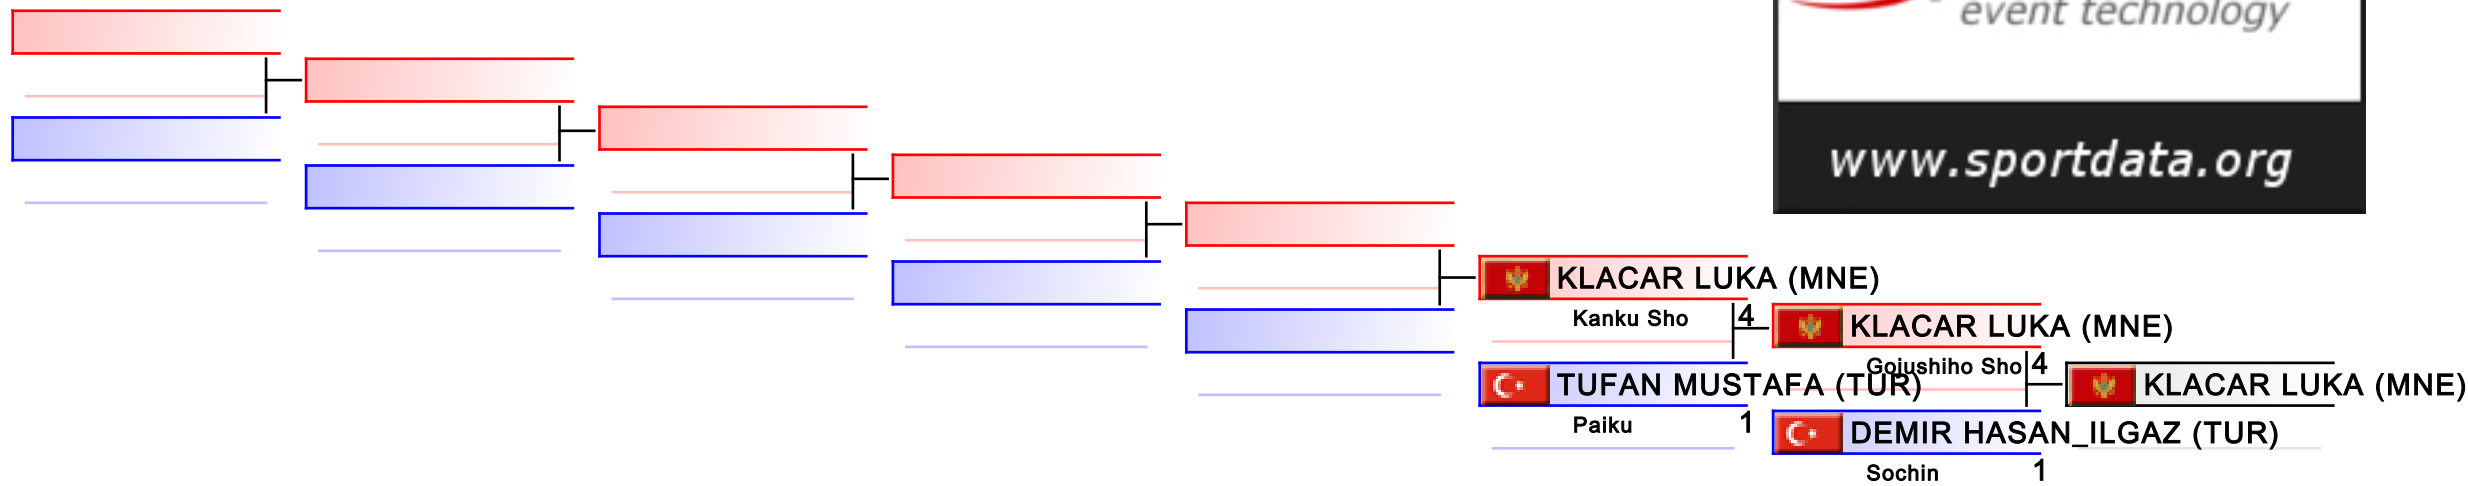 event technology
www.sportdata.org
KLACAR LUKA (MNE)
Kanku Sho
4
KLACAR LUKA (MNE)
Gojushiho Sho
4
TUFAN MUSTAFA (TUR)
KLACAR LUKA (MNE)
Paiku
1
DEMIR HASAN_ILGAZ (TUR)
Sochin
1